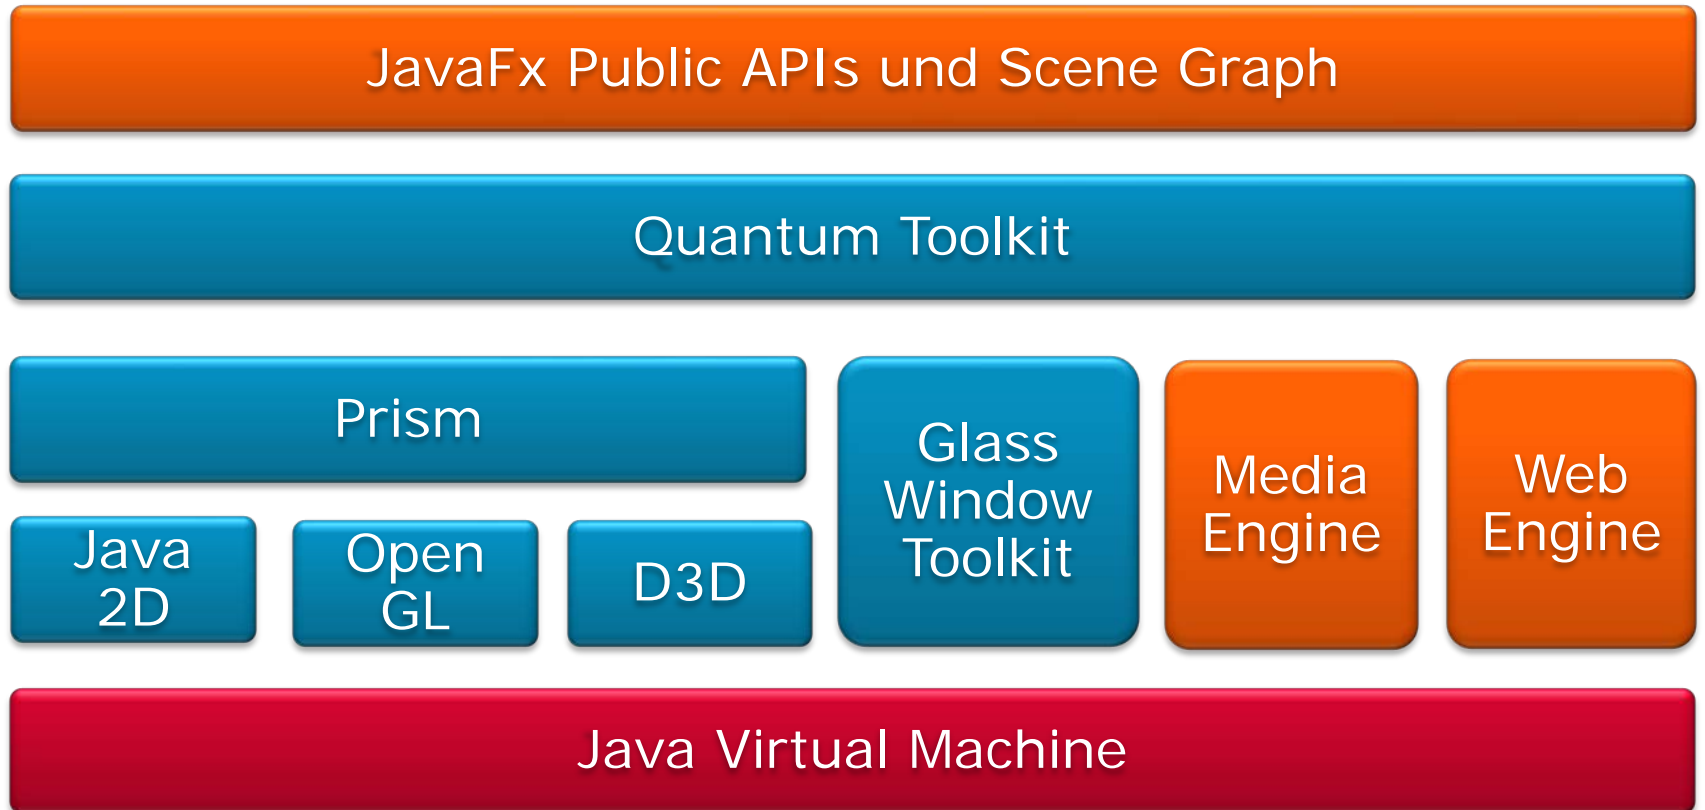 JavaFx Public APIs und Scene Graph
Quantum Toolkit
Prism
Glass
Window
Toolkit
Media
Engine
Web
Engine
Java
2D
Open
GL
D3D
Java Virtual Machine